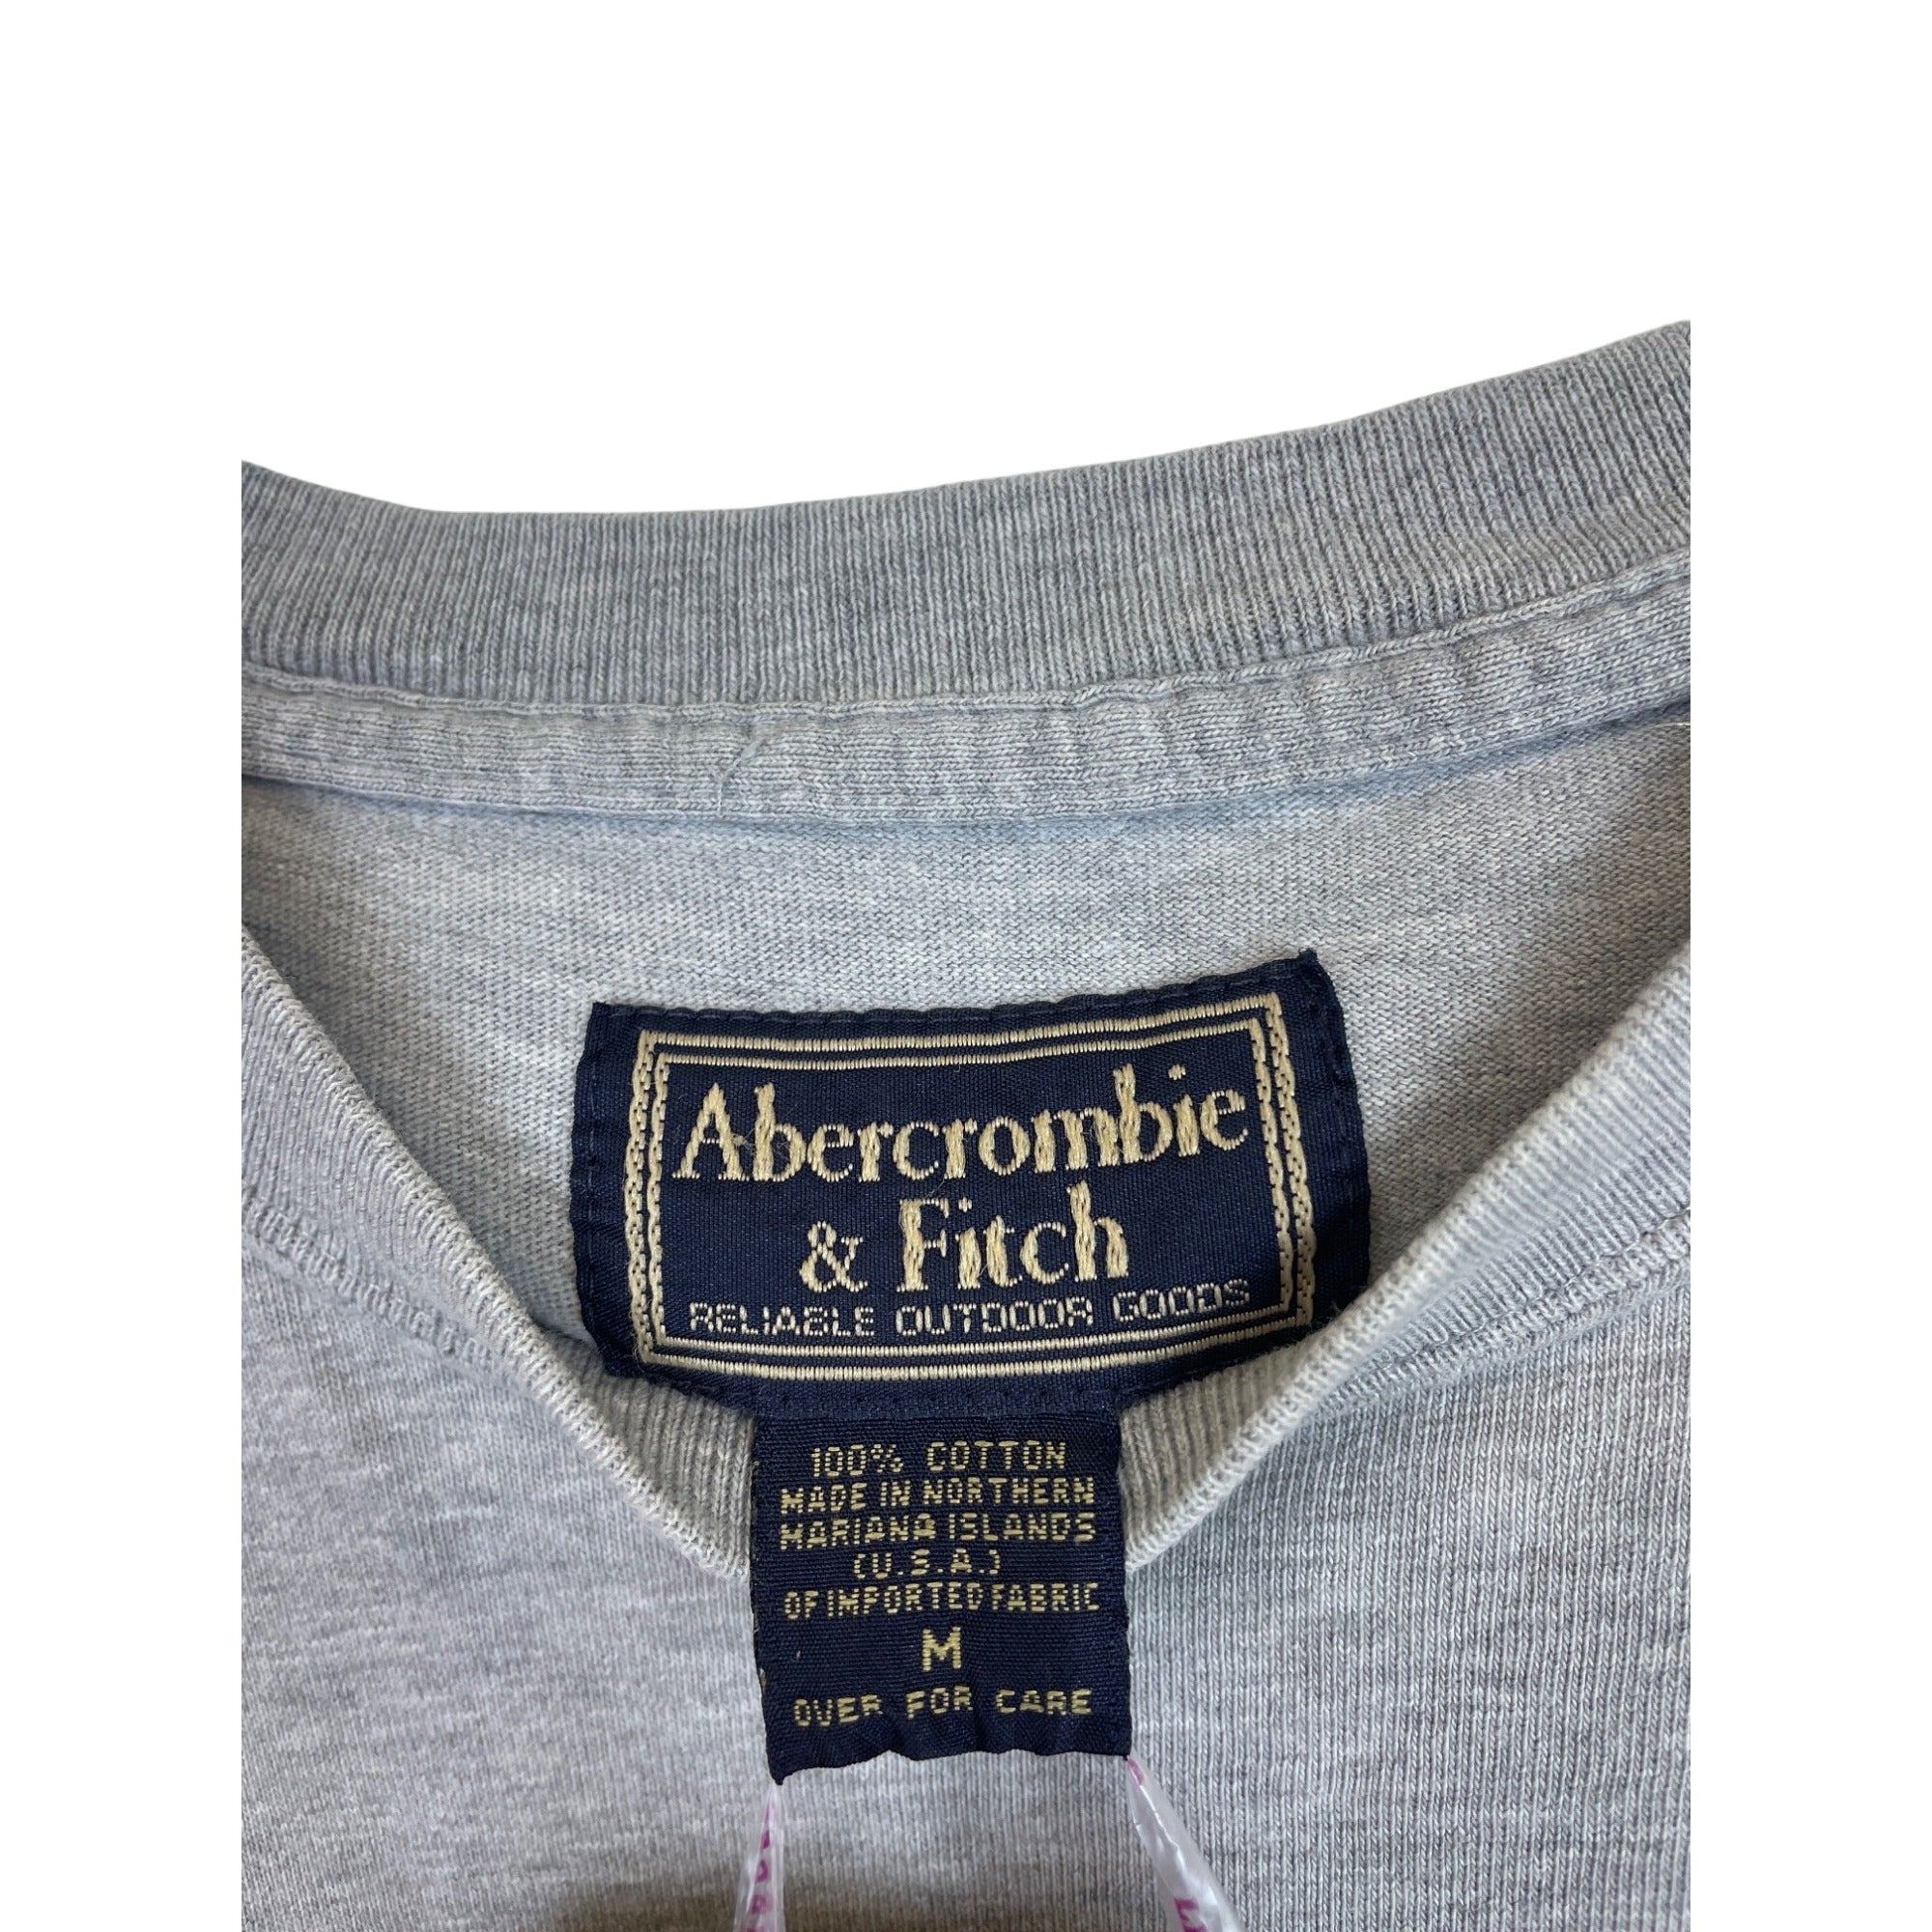 Abercrombie
& Fitch
RELIABLE OUTDOOR GOODS
100% COTTON
MADE IN NORTHERN
MARIANA ISLANDS
(U.S.A.)
OF IMPORTED FABRIC
M
OVER FOR CARE